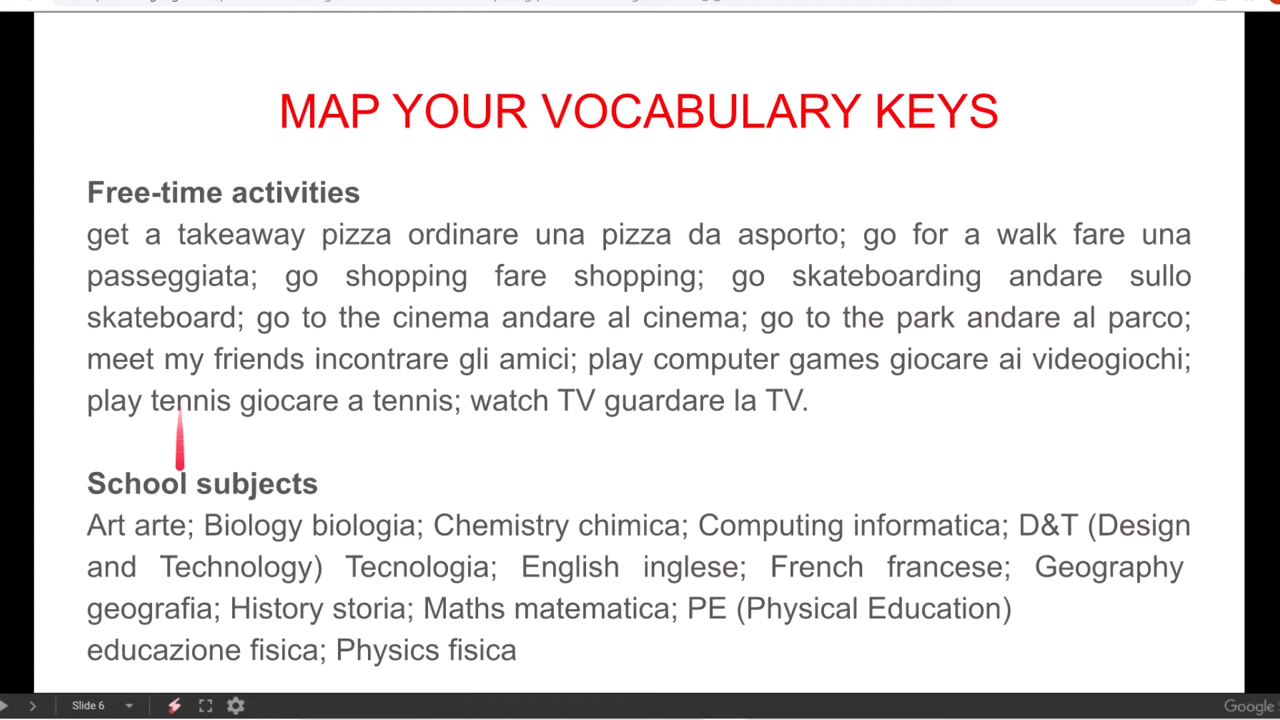 MAP YOUR VOCABULARY KEYS
Free-time activities
get a takeaway pizza ordinare una pizza da asporto; go for a walk fare una
passeggiata; go shopping fare shopping; go skateboarding andare sullo
skateboard; go to the cinema andare al cinema; go to the park andare al parco;
meet my friends incontrare gli amici; play computer games giocare ai videogiochi;
play tennis giocare a tennis; watch TV guardare la TV.
School subjects
Art arte; Biology biologia; Chemistry chimica; Computing informatica; D&T (Design
and Technology) Tecnologia; English inglese; French francese; Geography
geografia; History storia; Maths matematica; PE (Physical Education)
educazione fisica; Physics fisica
Slide 6
Google